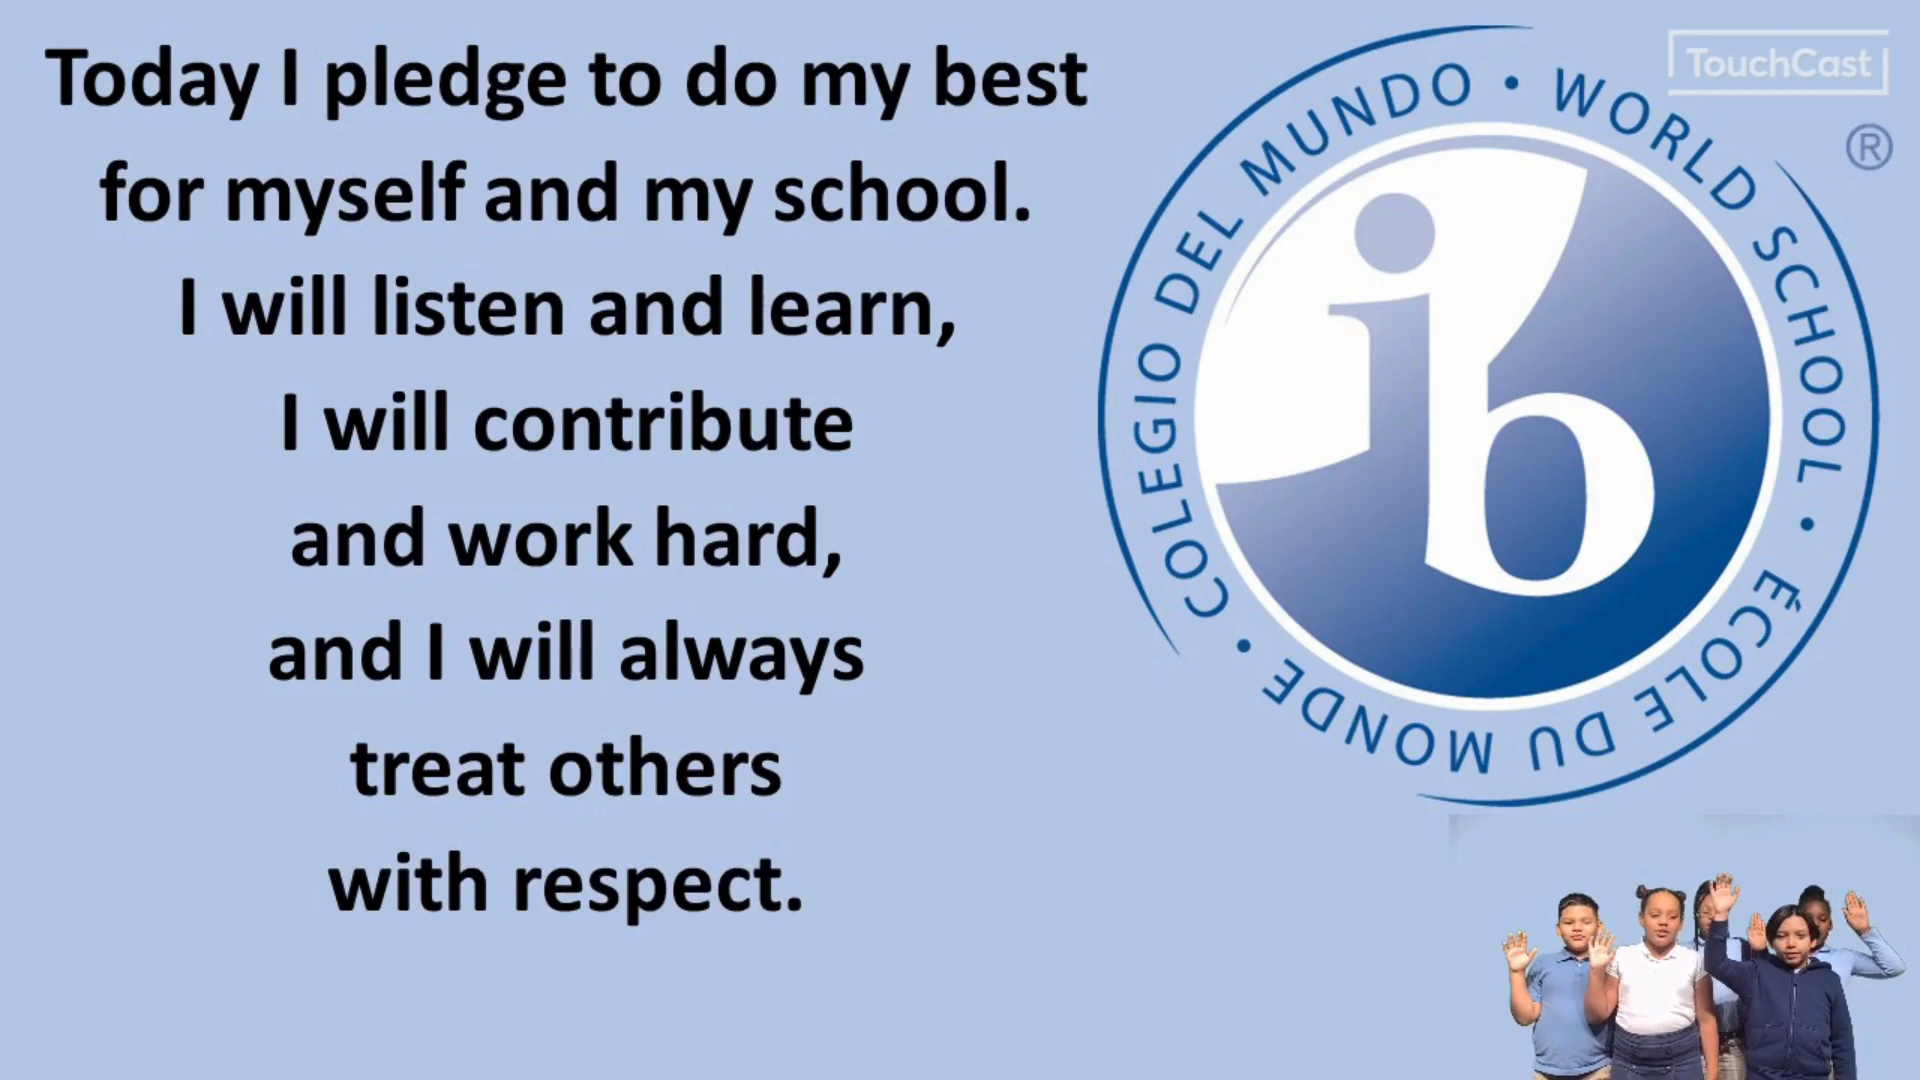 Today I pledge to do my best
for myself and my school.
I will listen and learn,
I will contribute
and work hard,
and I will always
treat others
with respect.
TouchCast
®
COLEGIO DEL MUNDO • WORLD SCHOOL • ÉCOLE DU MONDE •
ib